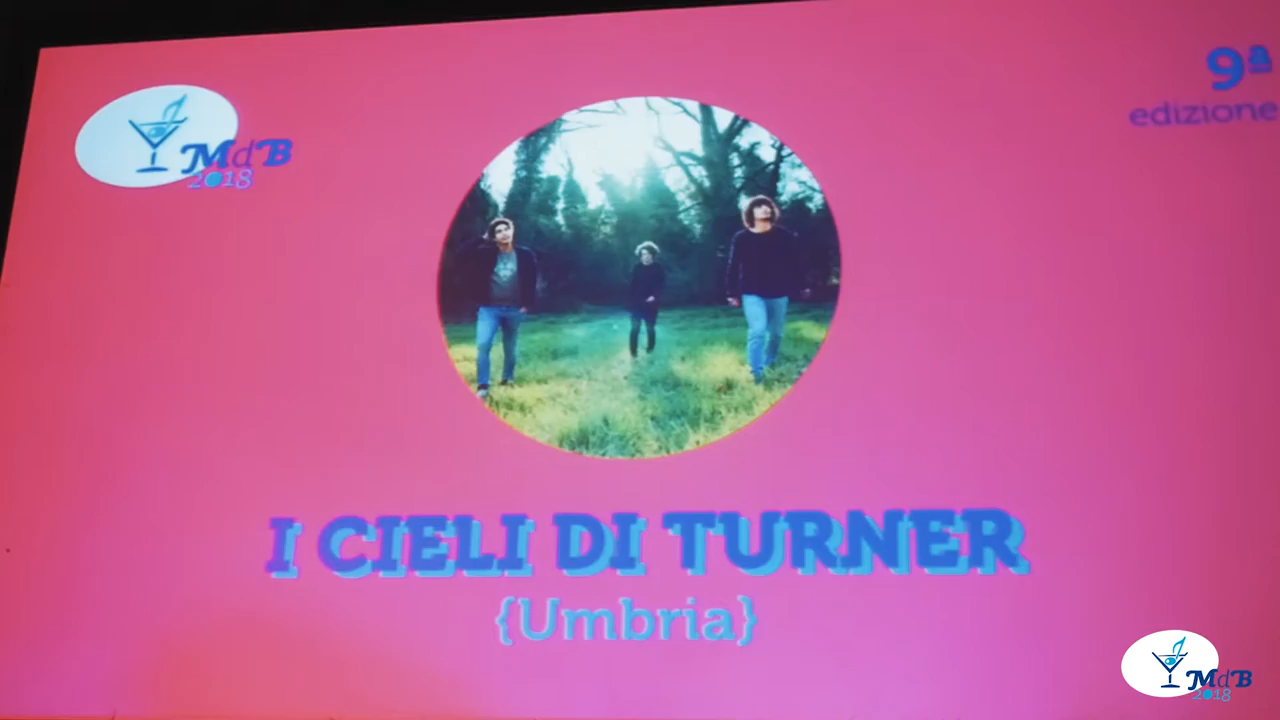 MdB
2018
9ª
edizione
I CIELI DI TURNER
{Umbria}
MdB
2018